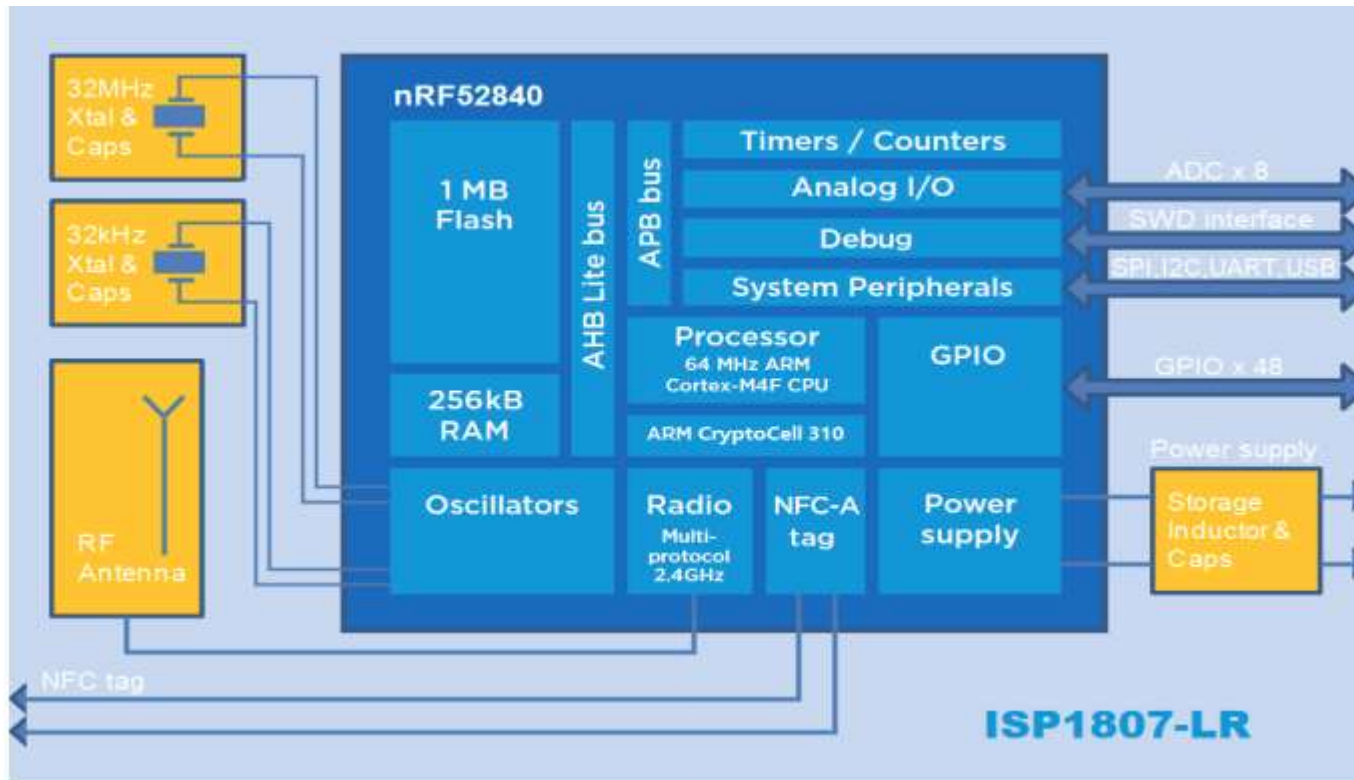 32MHz
Xtal &
Caps
32kHz
Xtal &
Caps
RF
Antenna
nRF52840
1 MB
Flash
256kB
RAM
AHB Lite bus
APB bus
Timers / Counters
Analog I/O
Debug
System Peripherals
Processor
64 MHz ARM
Cortex-M4F CPU
ARM CryptoCell 310
GPIO
Oscillators
Radio
Multi-
protocol
2.4GHz
NFC-A
tag
Power
supply
ADC x 8
SWD interface
SPI,I2C,UART,USB
GPIO x 48
Power supply
Storage
Inductor &
Caps
NFC tag
ISP1807-LR